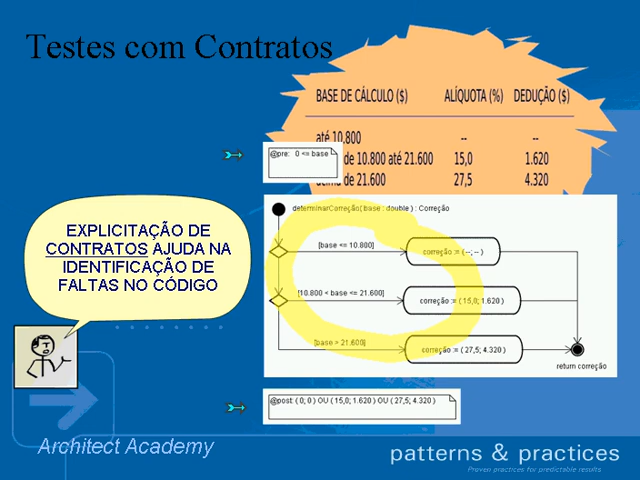 Testes com Contratos
BASE DE CÁLCULO ($) ALÍQUOTA (%) DEDUÇÃO ($)
até 10.800 -- --
de 10.800 até 21.600 15,0 1.620
de 21.600 27,5 4.320
@pre: 0 <= base
determinarCorreção( base : double ) : Correção
[base <= 10.800]
correção := ( --; -- )
[10.800 < base <= 21.600]
correção := ( 15,0; 1.620 )
[base > 21.600]
correção := ( 27,5; 4.320 )
return correção
EXPLICITAÇÃO DE
CONTRATOS AJUDA NA
IDENTIFICAÇÃO DE
FALTAS NO CÓDIGO
@post: ( 0; 0 ) OU ( 15,0; 1.620 ) OU ( 27,5; 4.320 )
Architect Academy
patterns & practices
Proven practices for predictable results